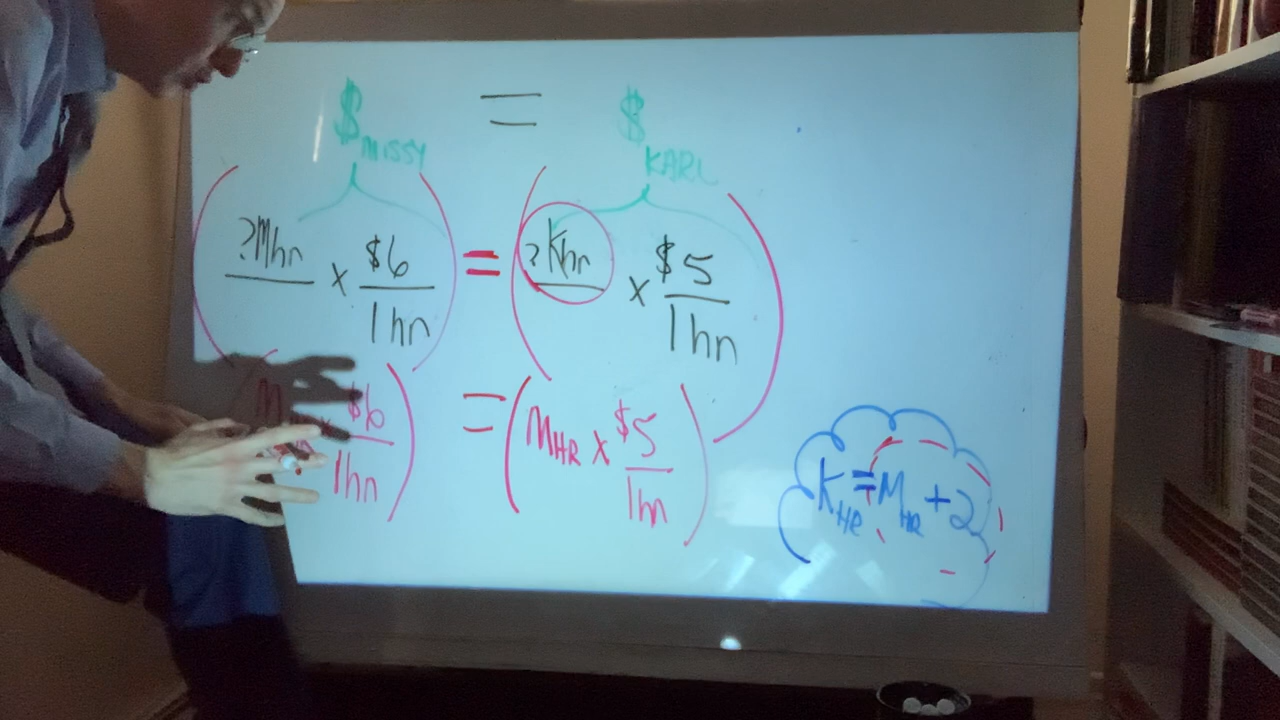 $ MISSY = $ KARL
?Mhr x $6 = ?Khr x $5
1hr 1hr
x $6 = (MHR x $5
1hr 1hr
KHR = MHR + 2